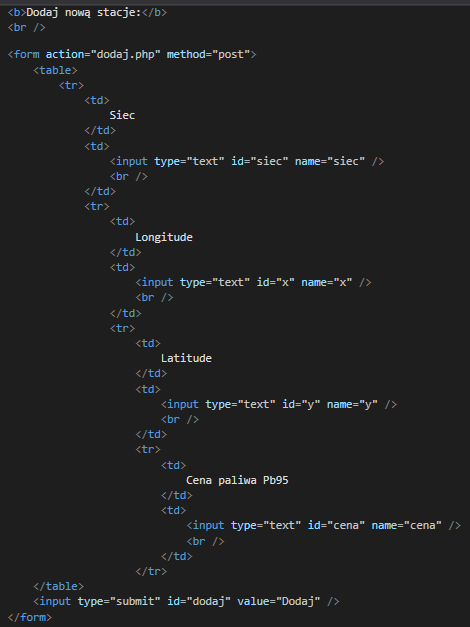 <b>Dodaj nową stacje:</b>
<br />
<form action="dodaj.php" method="post">
<table>
<tr>
<td>
Siec
</td>
<td>
<input type="text" id="siec" name="siec" />
<br />
</td>
<tr>
<td>
Longitude
</td>
<td>
<input type="text" id="x" name="x" />
<br />
</td>
<tr>
<td>
Latitude
</td>
<td>
<input type="text" id="y" name="y" />
<br />
</td>
<tr>
<td>
Cena paliwa Pb95
</td>
<td>
<input type="text" id="cena" name="cena" />
<br />
</td>
</tr>
</table>
<input type="submit" id="dodaj" value="Dodaj" />
</form>